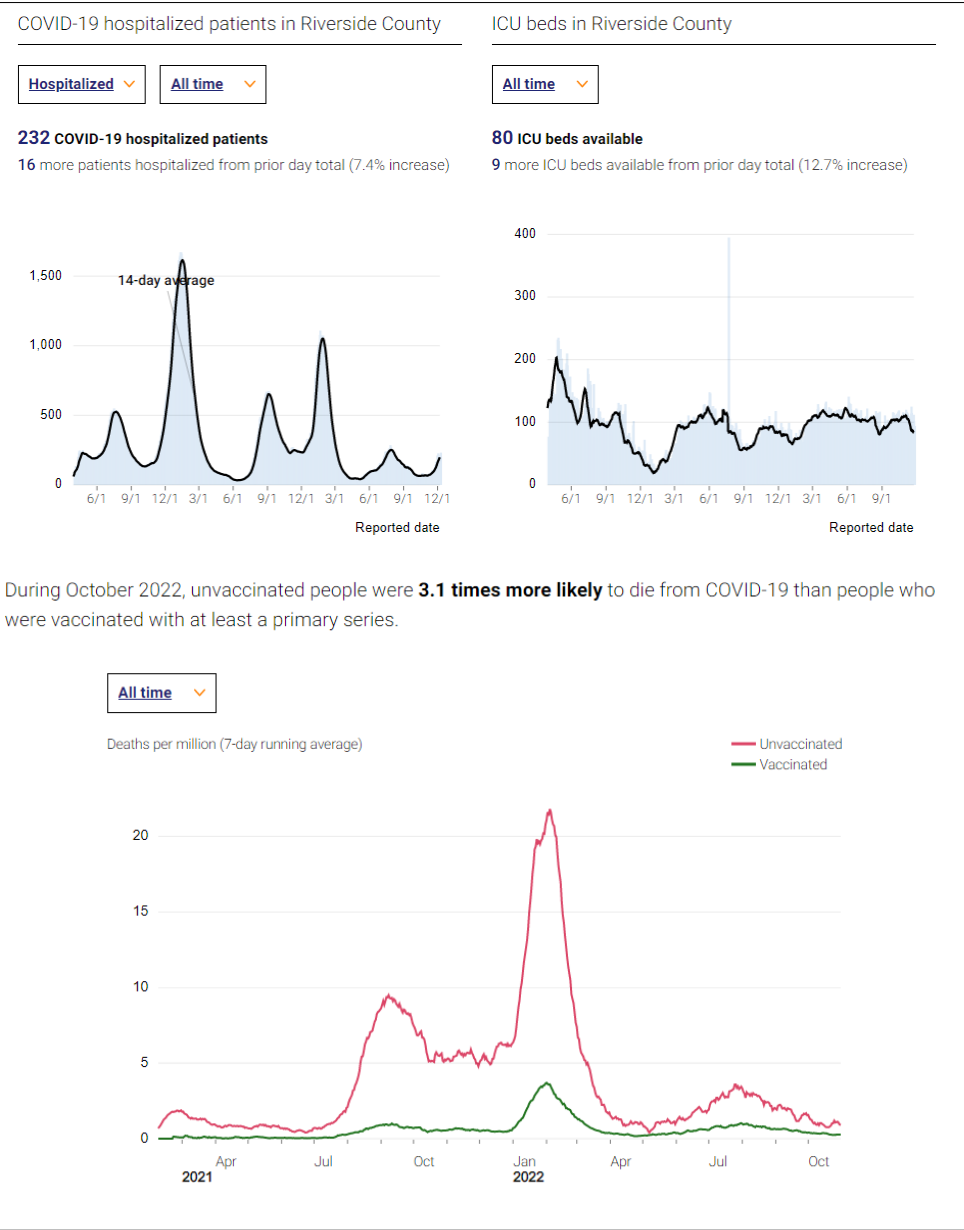 COVID-19 hospitalized patients in Riverside County
Hospitalized
All time
232 COVID-19 hospitalized patients
16 more patients hospitalized from prior day total (7.4% increase)
1,500
1,000
500
0
14-day average
6/1 9/1 12/1 3/1 6/1 9/1 12/1 3/1 6/1 9/1 12/1
Reported date
ICU beds in Riverside County
All time
80 ICU beds available
9 more ICU beds available from prior day total (12.7% increase)
400
300
200
100
0
6/1 9/1 12/1 3/1 6/1 9/1 12/1 3/1 6/1 9/1
Reported date
During October 2022, unvaccinated people were 3.1 times more likely to die from COVID-19 than people who
were vaccinated with at least a primary series.
All time
Deaths per million (7-day running average)
Unvaccinated
Vaccinated
20
15
10
5
0
Apr Jul Oct Jan Apr Jul Oct
2021 2022